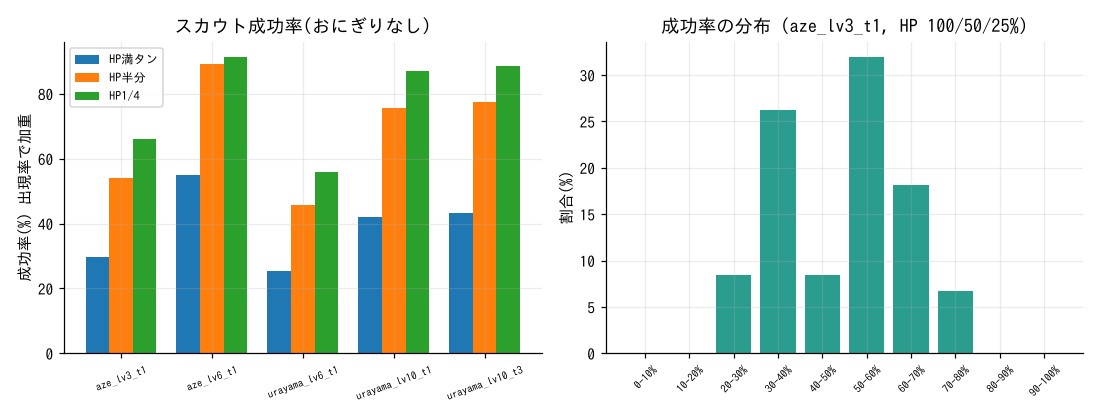 スカウト成功率(おにぎりなし)
成功率(%) 出現率で加重
80
60
40
20
0
HP満タン
HP半分
HP1/4
aze_lv3_t1
aze_lv6_t1
urayama_lv6_t1
urayama_lv10_t1
urayama_lv10_t3
成功率の分布 (aze_lv3_t1, HP 100/50/25%)
割合(%)
30
25
20
15
10
5
0
0-10%
10-20%
20-30%
30-40%
40-50%
50-60%
60-70%
70-80%
80-90%
90-100%